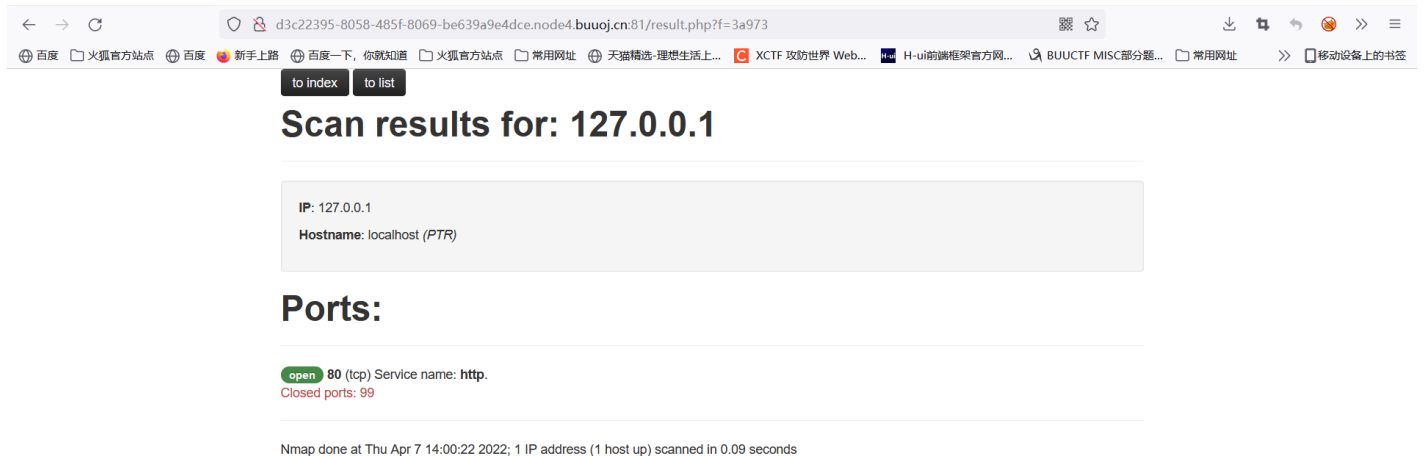 d3c22395-8058-485f-8069-be639a9e4dce.node4.buuoj.cn:81/result.php?f=3a973
百度 火狐官方站点 百度 新手上路 百度一下，你就知道 火狐官方站点 常用网址 天猫精选-理想生活上... C XCTF 攻防世界 Web... H-ui H-ui前端框架官方网... BUUCTF MISC部分题... 常用网址 移动设备上的书签
to index to list
Scan results for: 127.0.0.1
IP: 127.0.0.1
Hostname: localhost (PTR)
Ports:
open 80 (tcp) Service name: http.
Closed ports: 99
Nmap done at Thu Apr 7 14:00:22 2022; 1 IP address (1 host up) scanned in 0.09 seconds